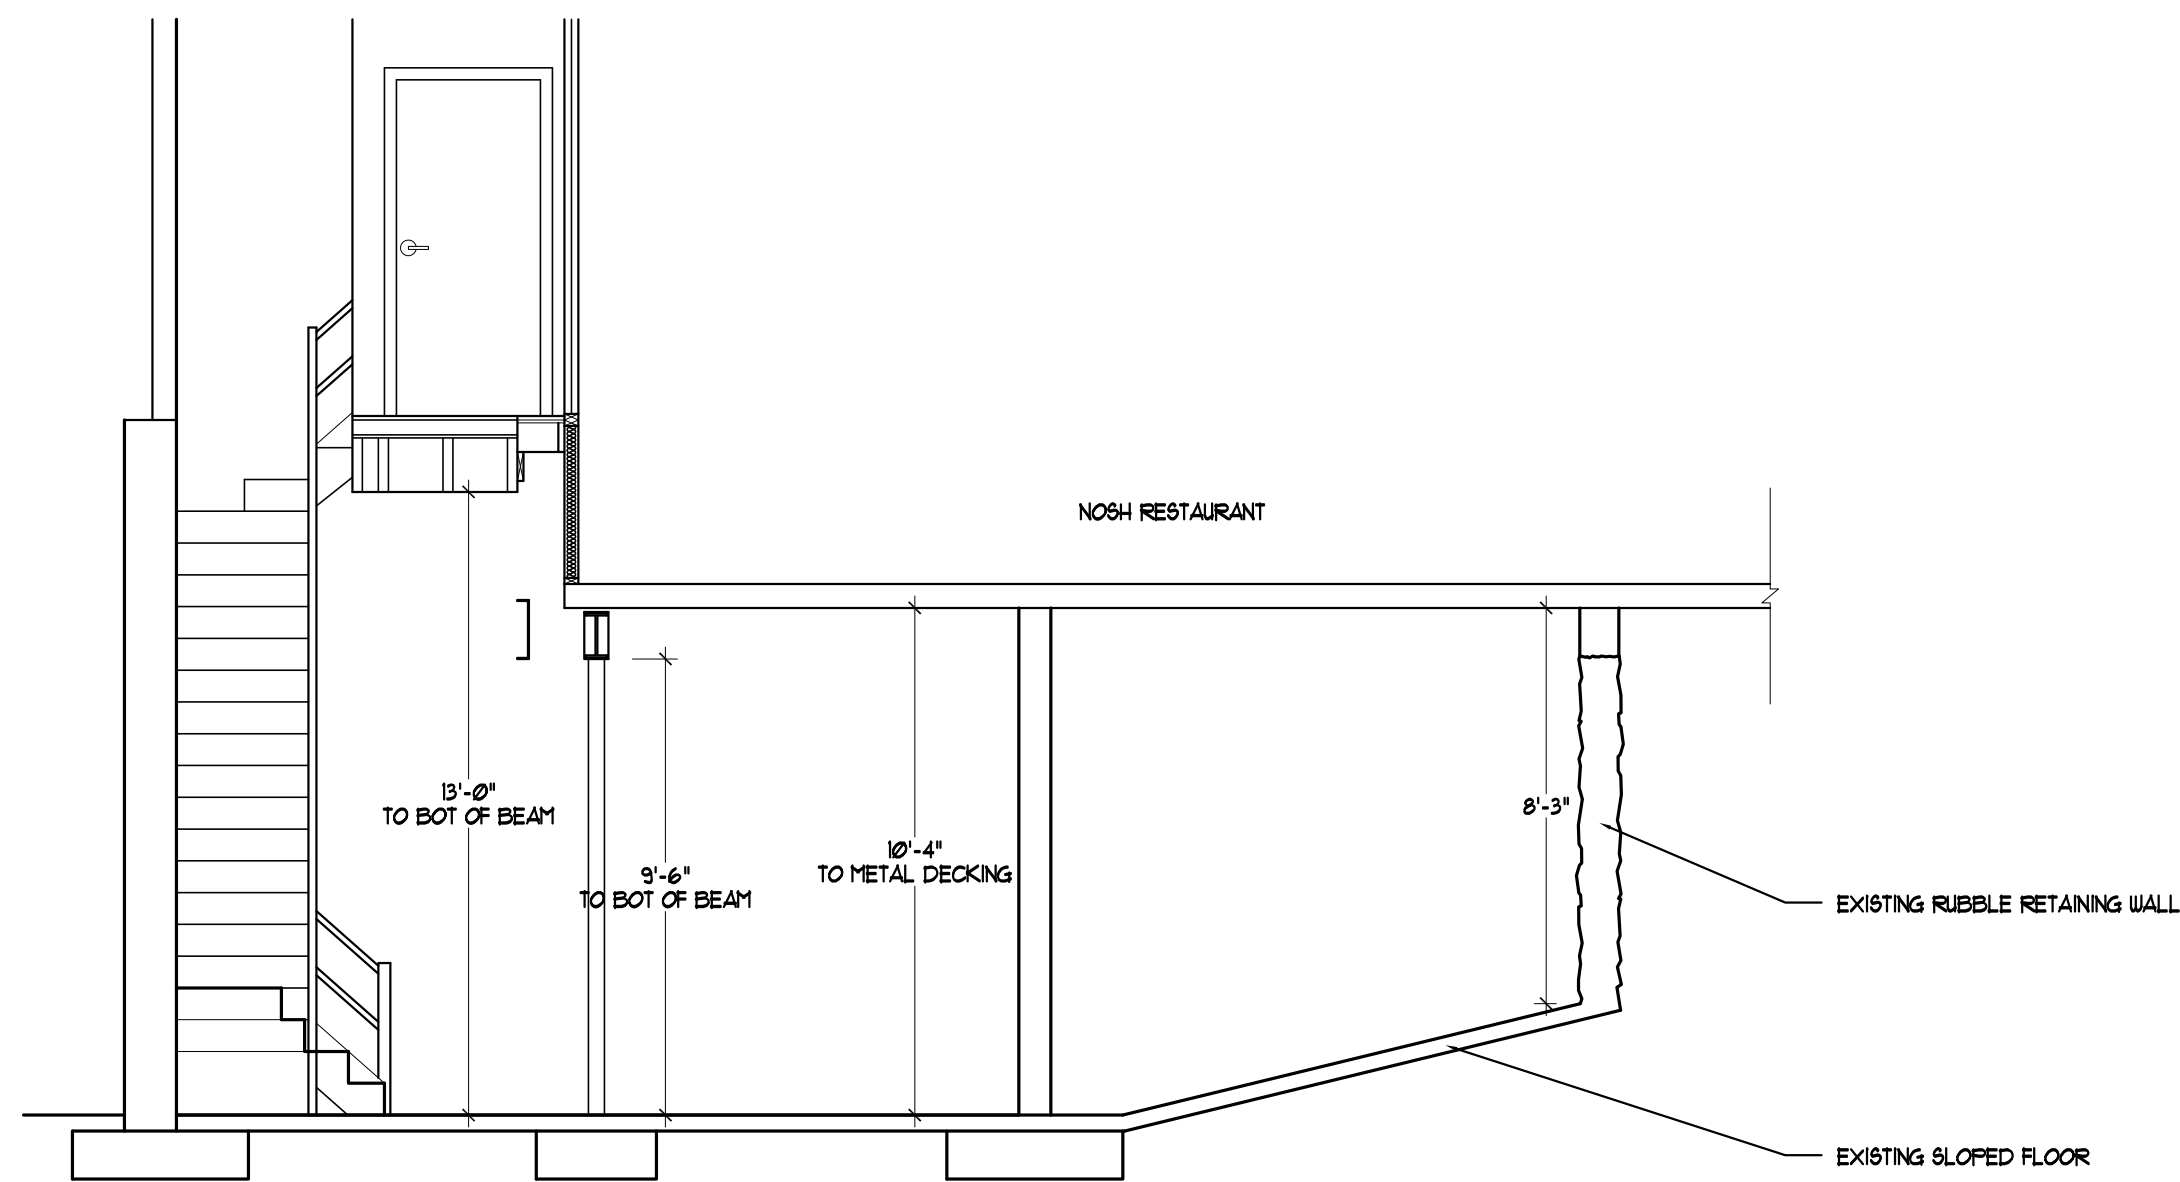 NOSH RESTAURANT
13'-0"
TO BOT OF BEAM
9'-6"
TO BOT OF BEAM
10'-4"
TO METAL DECKING
8'-3"
EXISTING RUBBLE RETAINING WALL
EXISTING SLOPED FLOOR